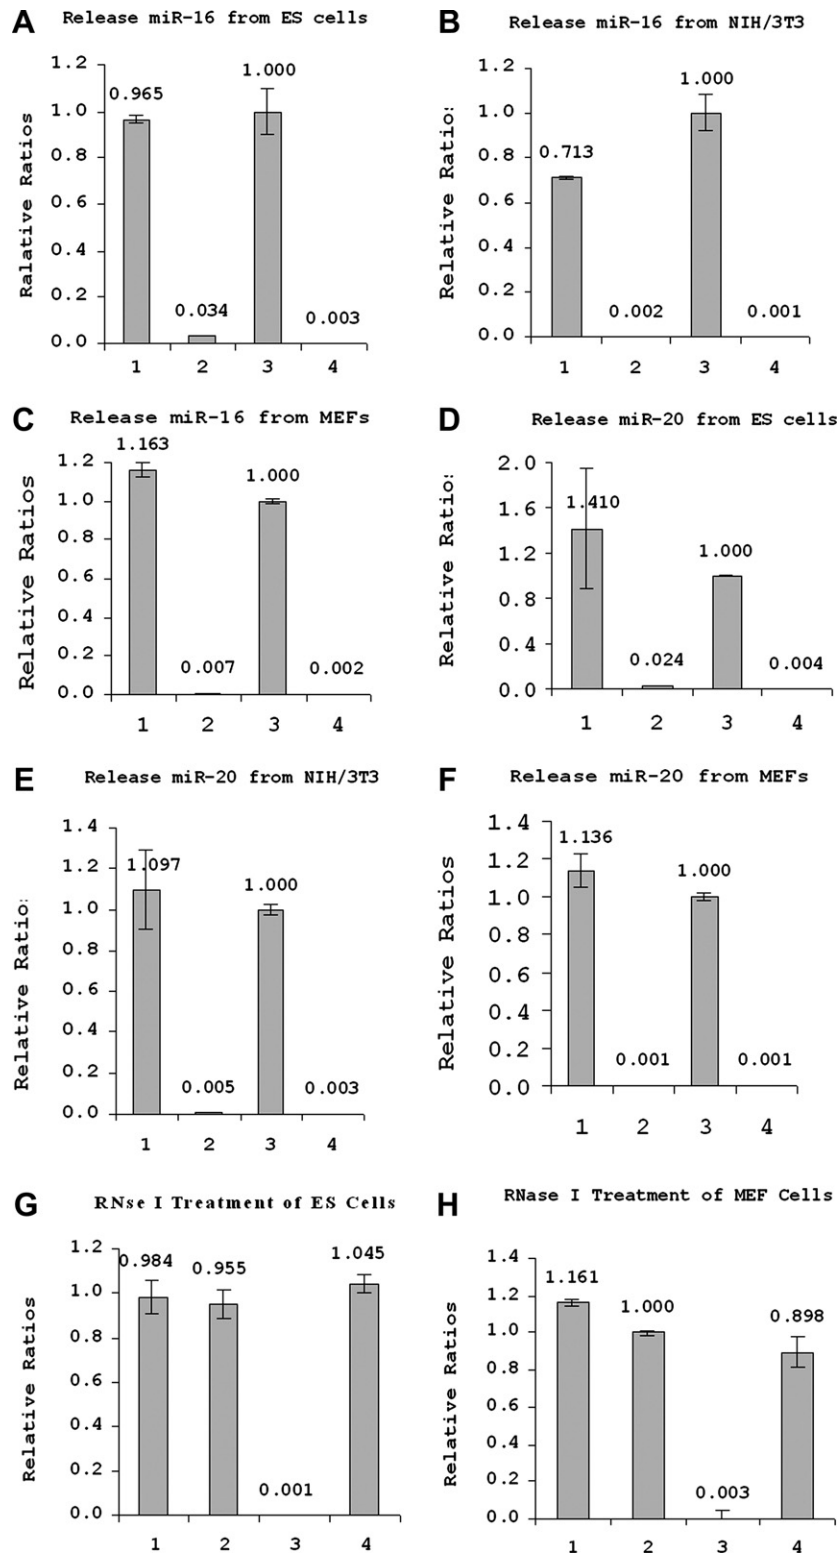 A
Release miR-16 from ES cells
Ralative Ratios
1.2
1.0
0.8
0.6
0.4
0.2
0.0
0.965
0.034
1.000
0.003
1 2 3 4
B
Release miR-16 from NIH/3T3
Relative Ratio:
1.2
1.0
0.8
0.6
0.4
0.2
0.0
0.713
0.002
1.000
0.001
1 2 3 4
C
Release miR-16 from MEFs
Relative Ratios
1.2
1.0
0.8
0.6
0.4
0.2
0.0
1.163
0.007
1.000
0.002
1 2 3 4
D
Release miR-20 from ES cells
Relative Ratio:
2.0
1.6
1.2
0.8
0.4
0.0
1.410
0.024
1.000
0.004
1 2 3 4
E
Release miR-20 from NIH/3T3
Relative Ratio:
1.4
1.2
1.0
0.8
0.6
0.4
0.2
0.0
1.097
0.005
1.000
0.003
1 2 3 4
F
Release miR-20 from MEFs
Relative Ratios
1.4
1.2
1.0
0.8
0.6
0.4
0.2
0.0
1.136
0.001
1.000
0.001
1 2 3 4
G
RNse I Treatment of ES Cells
Relative Ratios
1.2
1.0
0.8
0.6
0.4
0.2
0.0
0.984
0.955
0.001
1.045
1 2 3 4
H
RNase I Treatment of MEF Cells
Relative Ratios
1.4
1.2
1.0
0.8
0.6
0.4
0.2
0.0
1.161
1.000
0.003
0.898
1 2 3 4